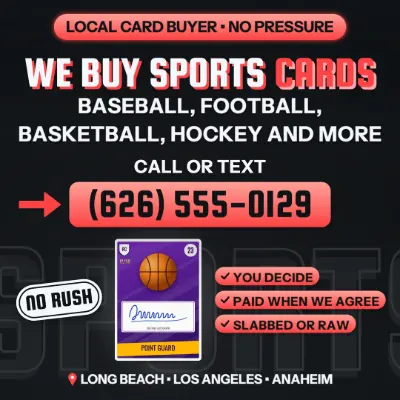 LOCAL CARD BUYER • NO PRESSURE
WE BUY SPORTS CARDS
BASEBALL, FOOTBALL,
BASKETBALL, HOCKEY AND MORE
CALL OR TEXT
(626) 555-0129
23
NO RUSH
POINT GUARD
YOU DECIDE
PAID WHEN WE AGREE
SLABBED OR RAW
SPORTS
LONG BEACH • LOS ANGELES • ANAHEIM